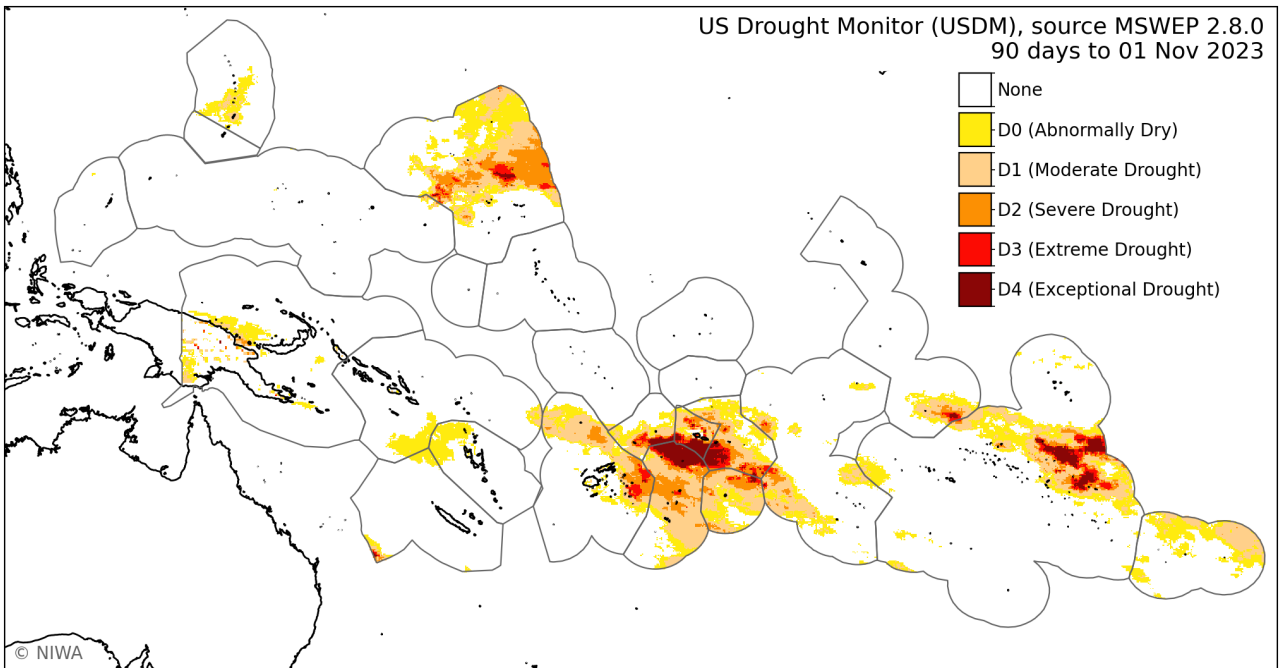 US Drought Monitor (USDM), source MSWEP 2.8.0
90 days to 01 Nov 2023
None
D0 (Abnormally Dry)
D1 (Moderate Drought)
D2 (Severe Drought)
D3 (Extreme Drought)
D4 (Exceptional Drought)
© NIWA